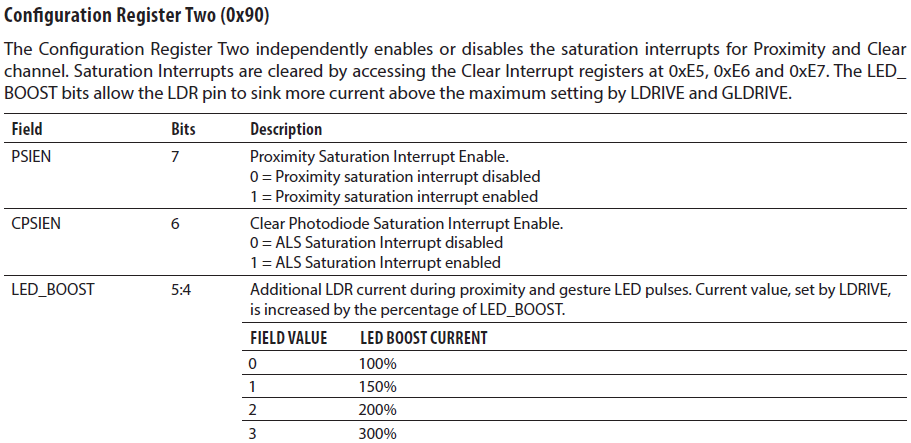 Configuration Register Two (0x90)
The Configuration Register Two independently enables or disables the saturation interrupts for Proximity and Clear
channel. Saturation Interrupts are cleared by accessing the Clear Interrupt registers at 0xE5, 0xE6 and 0xE7. The LED_
BOOST bits allow the LDR pin to sink more current above the maximum setting by LDRIVE and GLDRIVE.
Field Bits Description
PSIEN 7 Proximity Saturation Interrupt Enable.
0 = Proximity saturation interrupt disabled
1 = Proximity saturation interrupt enabled
CPSIEN 6 Clear Photodiode Saturation Interrupt Enable.
0 = ALS Saturation Interrupt disabled
1 = ALS Saturation Interrupt enabled
LED_BOOST 5:4 Additional LDR current during proximity and gesture LED pulses. Current value, set by LDRIVE,
is increased by the percentage of LED_BOOST.
FIELD VALUE LED BOOST CURRENT
0 100%
1 150%
2 200%
3 300%